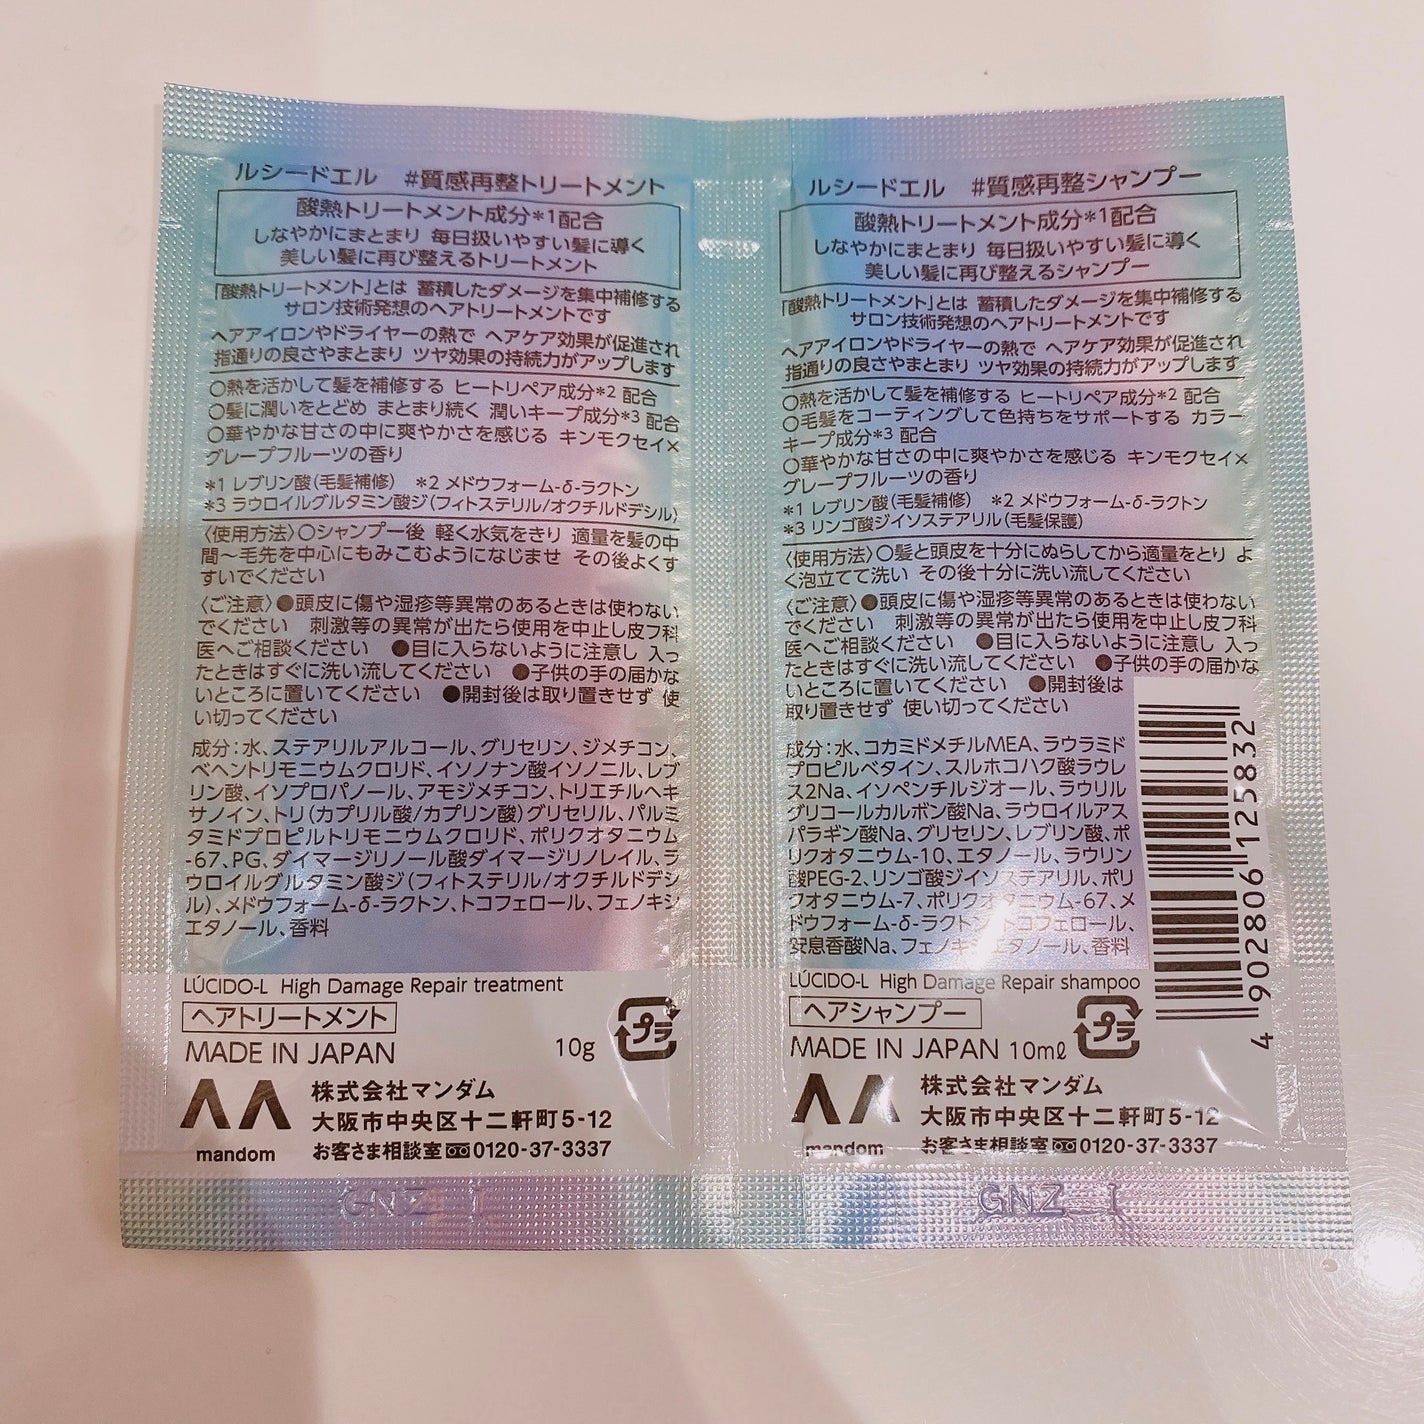 ルシードエル #質感再整トリートメント
酸熱トリートメント成分*1配合
しなやかにまとまり 毎日扱いやすい髪に導く
美しい髪に再び整えるトリートメント
「酸熱トリートメント」とは 蓄積したダメージを集中補修する
サロン技術発想のヘアトリートメントです
ヘアアイロンやドライヤーの熱で ヘアケア効果が促進され
指通りの良さやまとまり ツヤ効果の持続力がアップします
○熱を活かして髪を補修する ヒートリペア成分*2 配合
○髪に潤いをとどめ まとまり続く 潤いキープ成分*3 配合
○華やかな甘さの中に爽やかさを感じる キンモクセイ×
グレープフルーツの香り
*1 レブリン酸(毛髪補修) *2 メドウフォーム-δ-ラクトン
*3 ラウロイルグルタミン酸ジ(フィトステリル/オクチルドデシル)
〈使用方法〉○シャンプー後 軽く水気をきり 適量を髪の中
間～毛先を中心にもみこむようになじませ その後よくす
すいでください
〈ご注意〉●頭皮に傷や湿疹等異常のあるときは使わない
でください 刺激等の異常が出たら使用を中止し皮フ科
医へご相談ください ●目に入らないように注意し 入っ
たときはすぐに洗い流してください ●子供の手の届かな
いところに置いてください ●開封後は取り置きせず 使
い切ってください
成分:水、ステアリルアルコール、グリセリン、ジメチコン、
ベヘントリモニウムクロリド、イソノナン酸イソノニル、レブ
リン酸、イソプロパノール、アモジメチコン、トリエチルヘキ
サノイン、トリ(カプリル酸/カプリン酸)グリセリル、パルミ
タミドプロピルトリモニウムクロリド、ポリクオタニウム
-67、PG、ダイマージリノール酸ダイマージリノレイル、ラ
ウロイルグルタミン酸ジ(フィトステリル/オクチルドデシ
ル)、メドウフォーム-δ-ラクトン、トコフェロール、フェノキシ
エタノール、香料
LÚCIDO-L High Damage Repair treatment
ヘアトリートメント
MADE IN JAPAN 10g
プラ
株式会社マンダム
大阪市中央区十二軒町5-12
mandom お客さま相談室 0120-37-3337
GNZ I
ルシードエル #質感再整シャンプー
酸熱トリートメント成分*1配合
しなやかにまとまり 毎日扱いやすい髪に導く
美しい髪に再び整えるシャンプー
「酸熱トリートメント」とは 蓄積したダメージを集中補修する
サロン技術発想のヘアトリートメントです
ヘアアイロンやドライヤーの熱で ヘアケア効果が促進され
指通りの良さやまとまり ツヤ効果の持続力がアップします
○熱を活かして髪を補修する ヒートリペア成分*2 配合
○毛髪をコーティングして色持ちをサポートする カラー
キープ成分*3 配合
○華やかな甘さの中に爽やかさを感じる キンモクセイ×
グレープフルーツの香り
*1 レブリン酸(毛髪補修) *2 メドウフォーム-δ-ラクトン
*3 リンゴ酸ジイソステアリル(毛髪保護)
〈使用方法〉○髪と頭皮を十分にぬらしてから適量をとり よ
く泡立てて洗い その後十分に洗い流してください
〈ご注意〉●頭皮に傷や湿疹等異常のあるときは使わない
でください 刺激等の異常が出たら使用を中止し皮フ科
医へご相談ください ●目に入らないように注意し 入っ
たときはすぐに洗い流してください ●子供の手の届かな
いところに置いてください ●開封後は
取り置きせず 使い切ってください
成分:水、コカミドメチルMEA、ラウラミド
プロピルベタイン、スルホコハク酸ラウレ
ス2Na、イソペンチルジオール、ラウリル
グリコールカルボン酸Na、ラウロイルアス
パラギン酸Na、グリセリン、レブリン酸、ポ
リクオタニウム-10、エタノール、ラウリン
酸PEG-2、リンゴ酸ジイソステアリル、ポリ
クオタニウム-7、ポリクオタニウム-67、メ
ドウフォーム-δ-ラクトン、トコフェロール、
安息香酸Na、フェノキシエタノール、香料
4 902806 125832
LÚCIDO-L High Damage Repair shampoo
ヘアシャンプー
MADE IN JAPAN 10mℓ
プラ
株式会社マンダム
大阪市中央区十二軒町5-12
mandom お客さま相談室 0120-37-3337
GNZ I